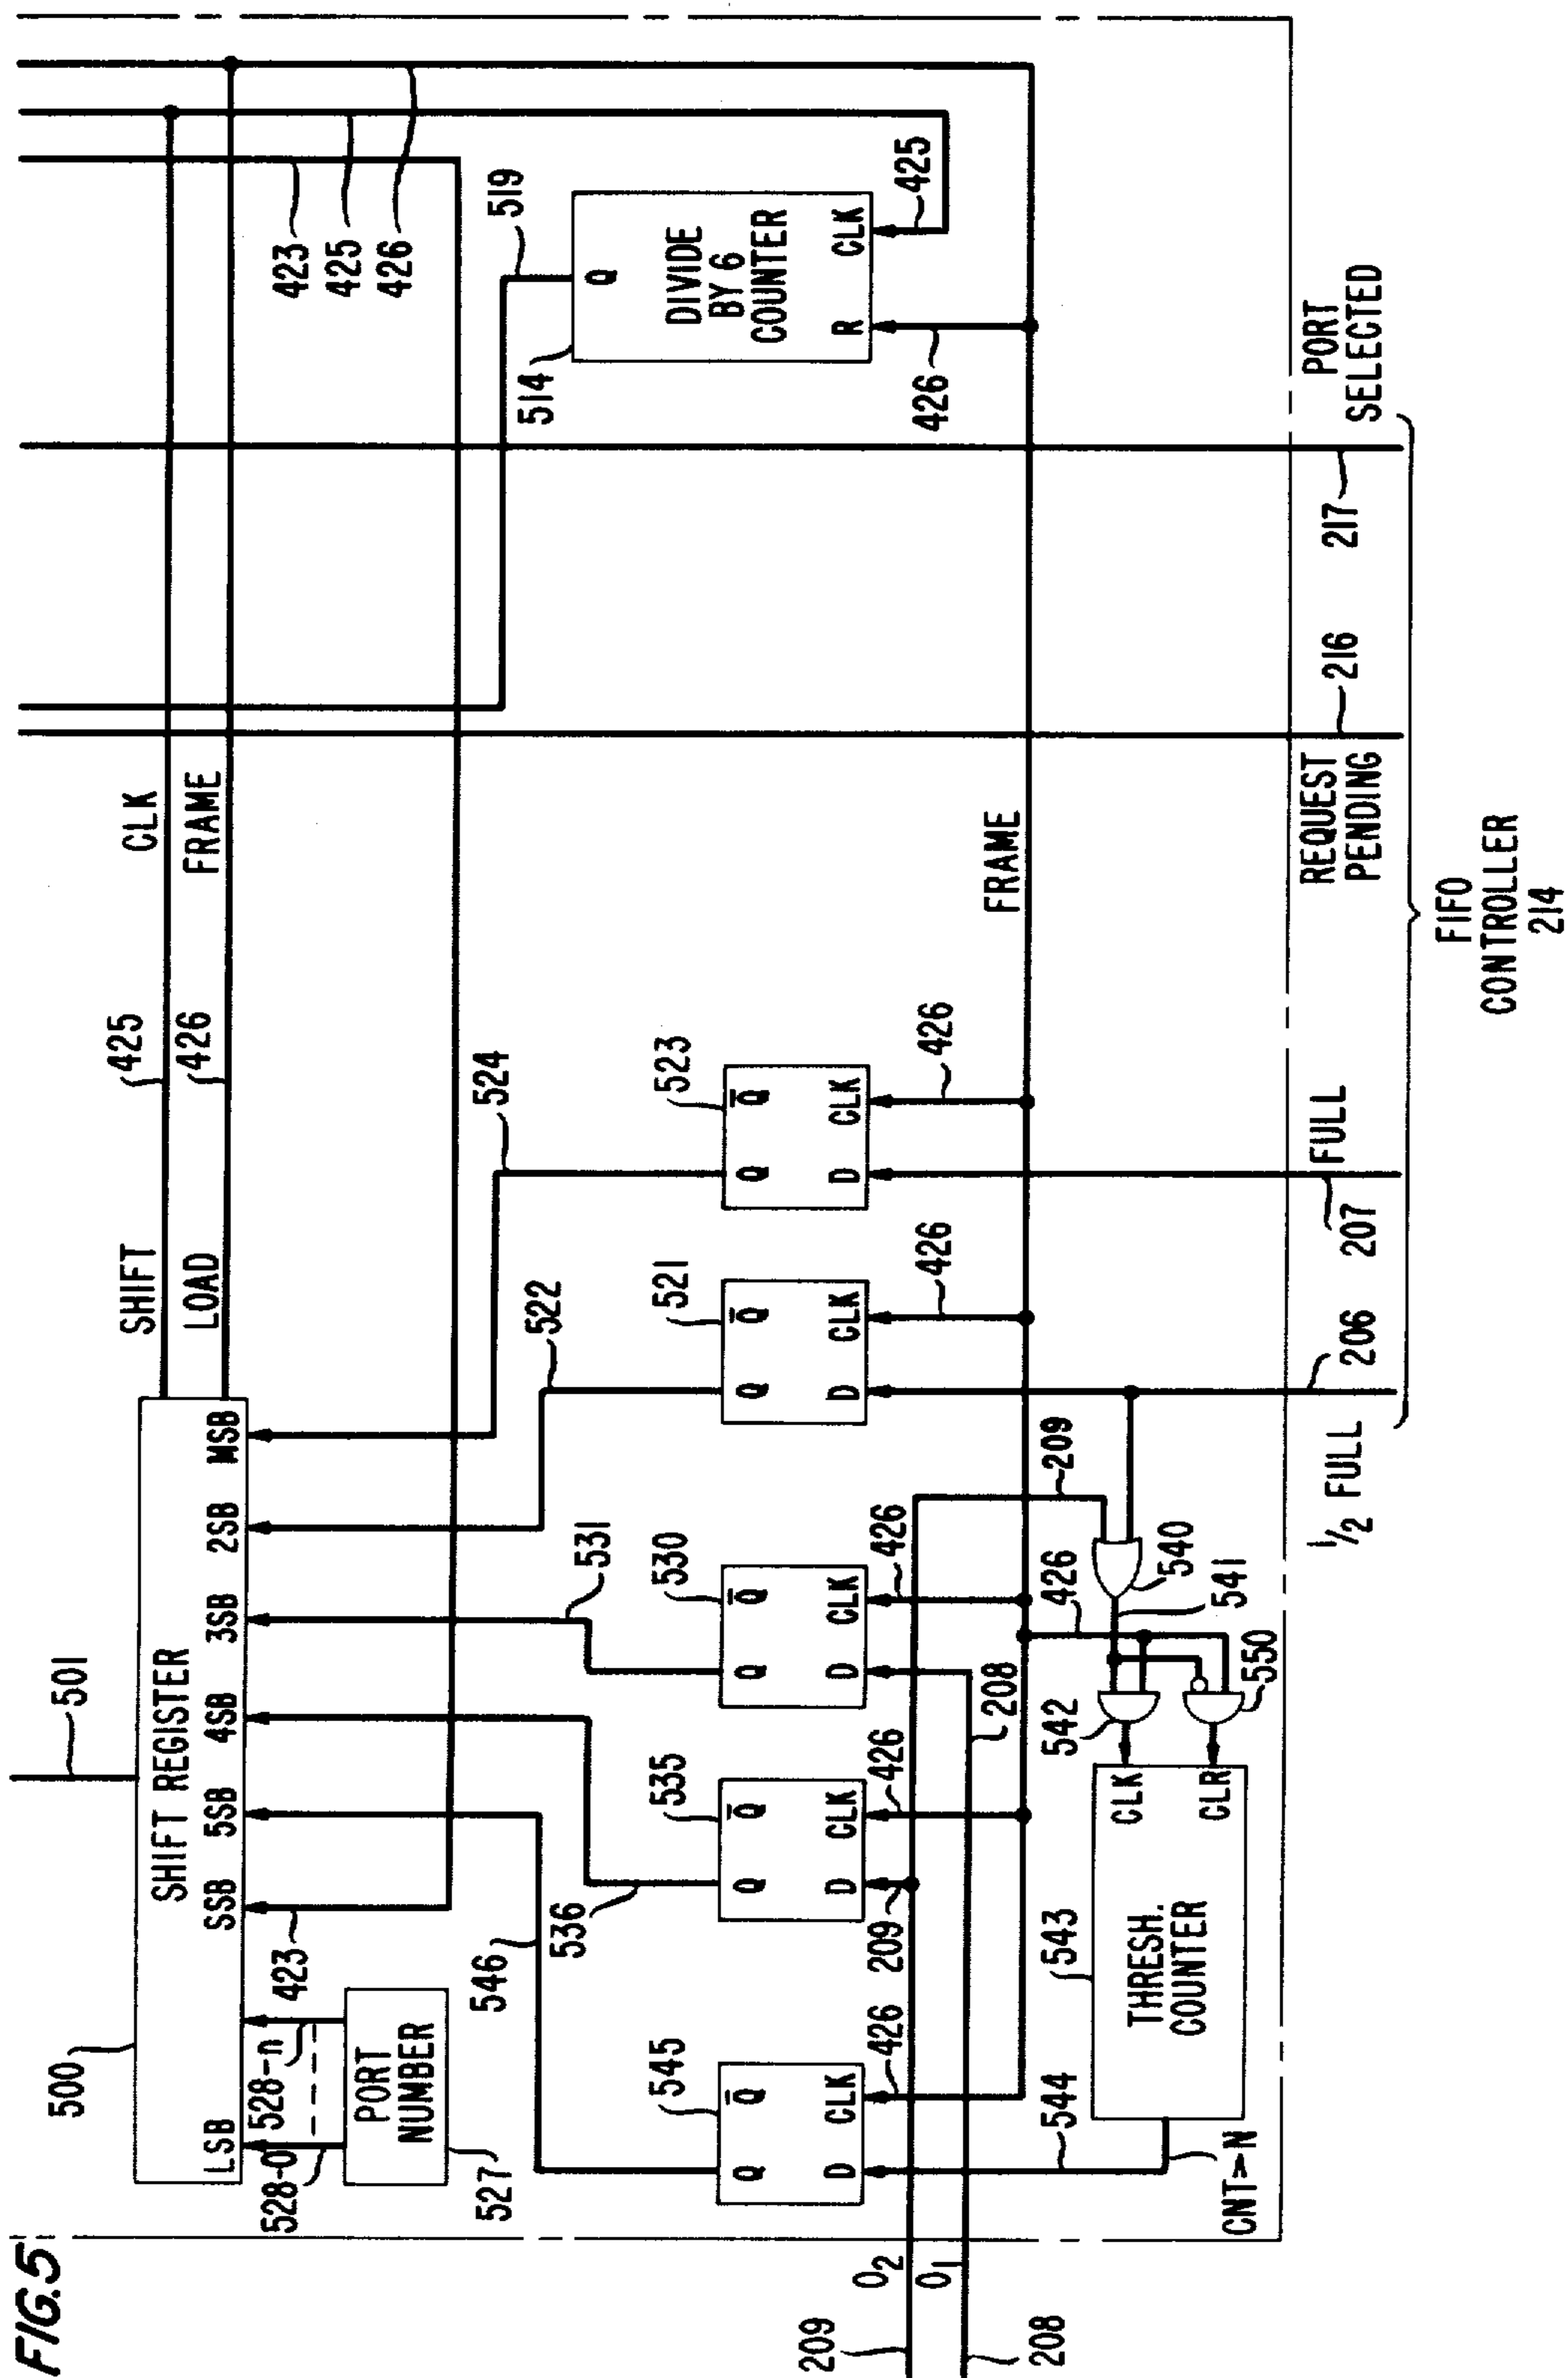 FIG.5
500
501
SHIFT REGISTER
LSB
SSB
5SB
4SB
3SB
2SB
MSB
SHIFT
LOAD
425
426
CLK
FRAME
528-0
528-n
423
PORT
NUMBER
527
423
425
426
546
536
531
522
524
519
545
Q
Q̅
D
CLK
426
535
Q
Q̅
D
CLK
209
426
530
Q
Q̅
D
CLK
426
208
521
Q
Q̅
D
CLK
426
523
Q
Q̅
D
CLK
426
514
Q
DIVIDE
BY 6
COUNTER
R
CLK
426
425
209
O2
O1
208
FRAME
209
540
541
426
542
550
543
THRESH.
COUNTER
CLK
CLR
544
CNT>N
1/2 FULL
206
207
FULL
REQUEST
PENDING
216
217
PORT
SELECTED
FIFO
CONTROLLER
214